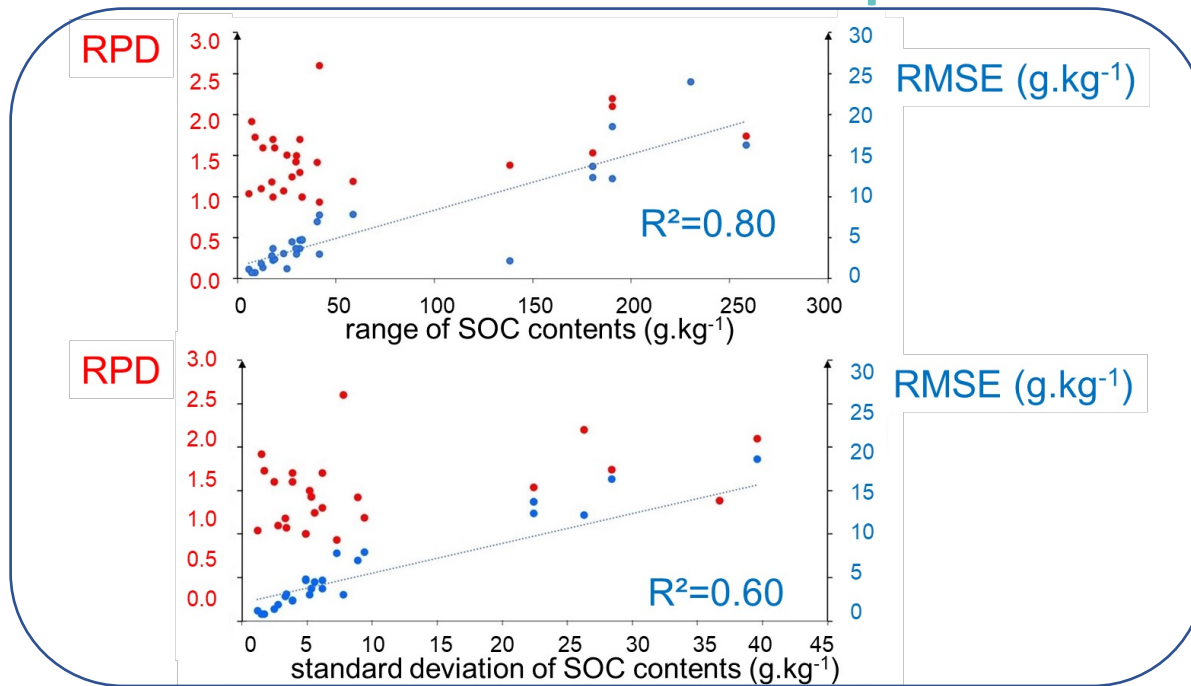 RPD
3.0
2.5
2.0
1.5
1.0
0.5
0.0
30
25
20
15
10
5
0
RMSE (g.kg⁻¹)
R²=0.80
0 50 100 150 200 250 300
range of SOC contents (g.kg⁻¹)
RPD
3.0
2.5
2.0
1.5
1.0
0.5
0.0
30
25
20
15
10
5
0
RMSE (g.kg⁻¹)
R²=0.60
0 5 10 15 20 25 30 35 40 45
standard deviation of SOC contents (g.kg⁻¹)